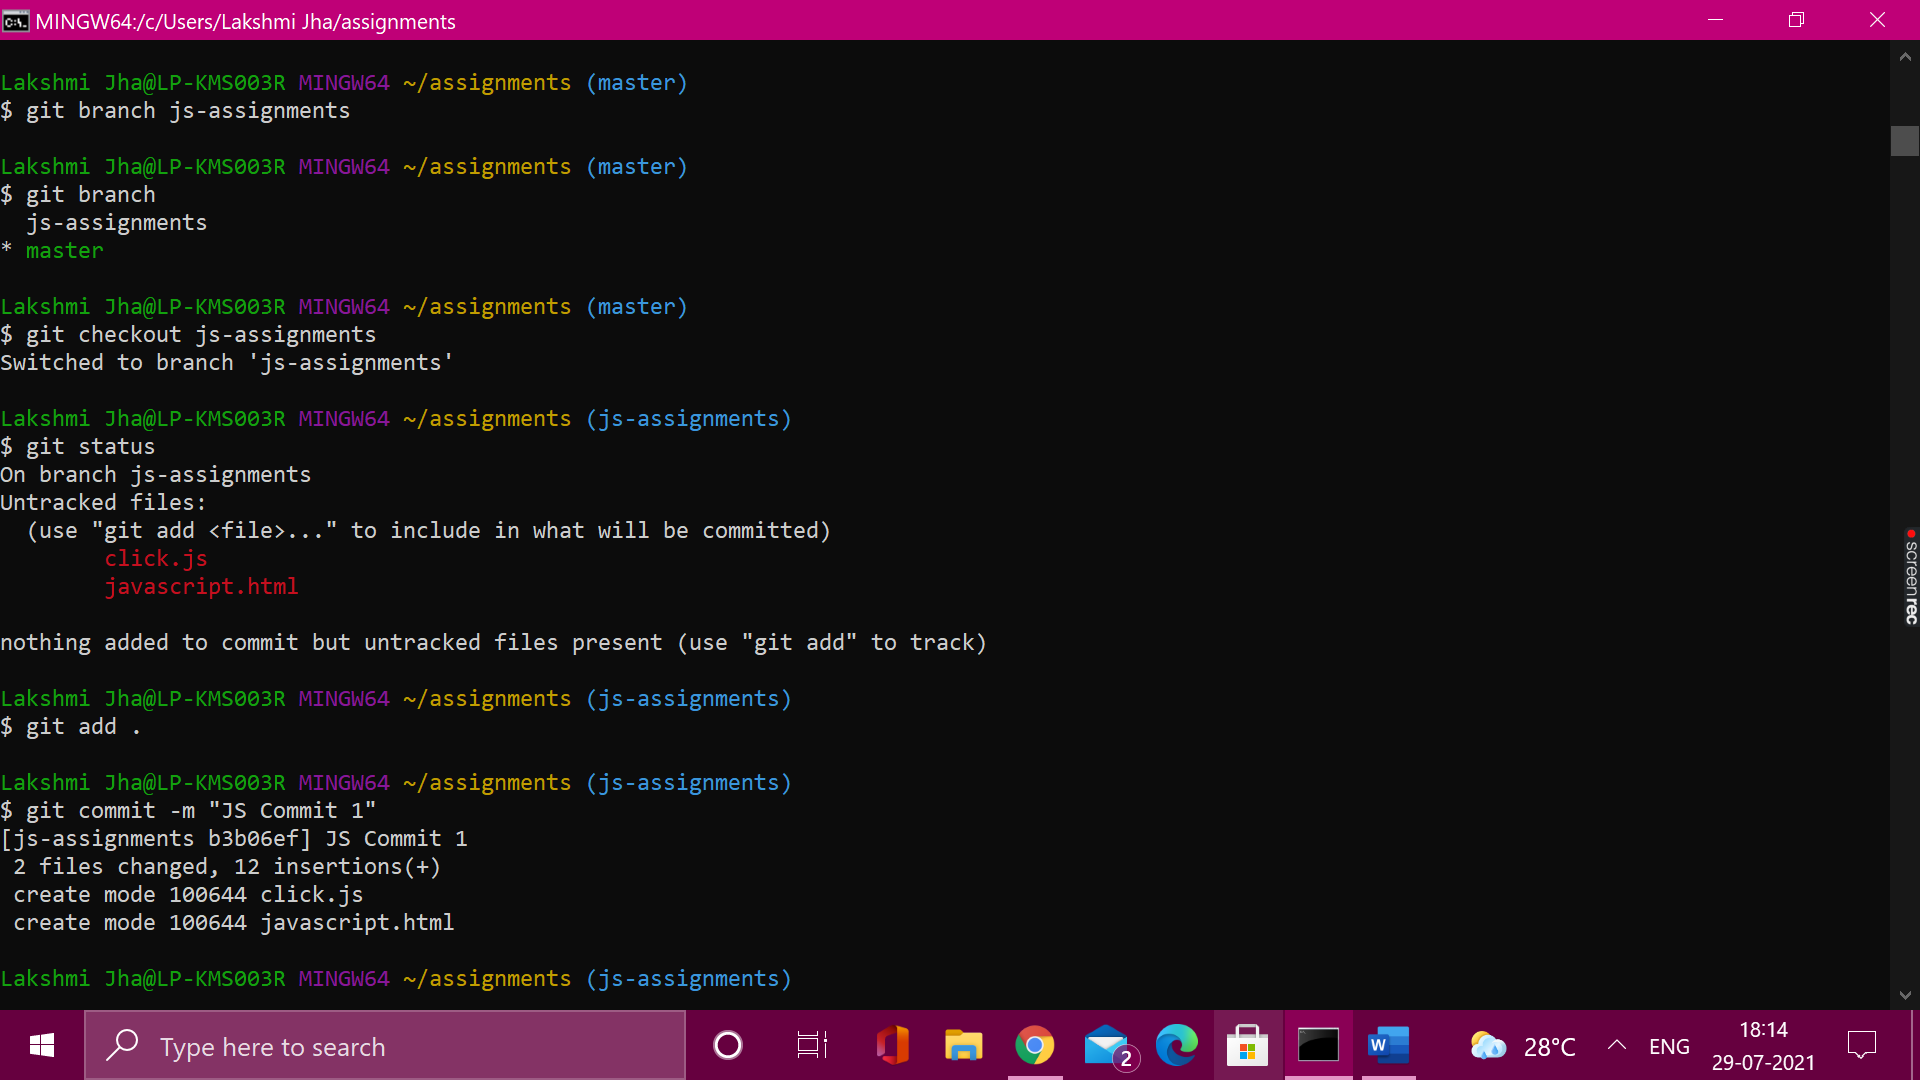 MINGW64:/c/Users/Lakshmi Jha/assignments
Lakshmi Jha@LP-KMS003R MINGW64 ~/assignments (master)
$ git branch js-assignments
Lakshmi Jha@LP-KMS003R MINGW64 ~/assignments (master)
$ git branch
  js-assignments
* master
Lakshmi Jha@LP-KMS003R MINGW64 ~/assignments (master)
$ git checkout js-assignments
Switched to branch 'js-assignments'
Lakshmi Jha@LP-KMS003R MINGW64 ~/assignments (js-assignments)
$ git status
On branch js-assignments
Untracked files:
  (use "git add <file>..." to include in what will be committed)
        click.js
        javascript.html
nothing added to commit but untracked files present (use "git add" to track)
Lakshmi Jha@LP-KMS003R MINGW64 ~/assignments (js-assignments)
$ git add .
Lakshmi Jha@LP-KMS003R MINGW64 ~/assignments (js-assignments)
$ git commit -m "JS Commit 1"
[js-assignments b3b06ef] JS Commit 1
 2 files changed, 12 insertions(+)
 create mode 100644 click.js
 create mode 100644 javascript.html
Lakshmi Jha@LP-KMS003R MINGW64 ~/assignments (js-assignments)
screenrec
Type here to search
2
W
28°C
ENG
18:14
29-07-2021